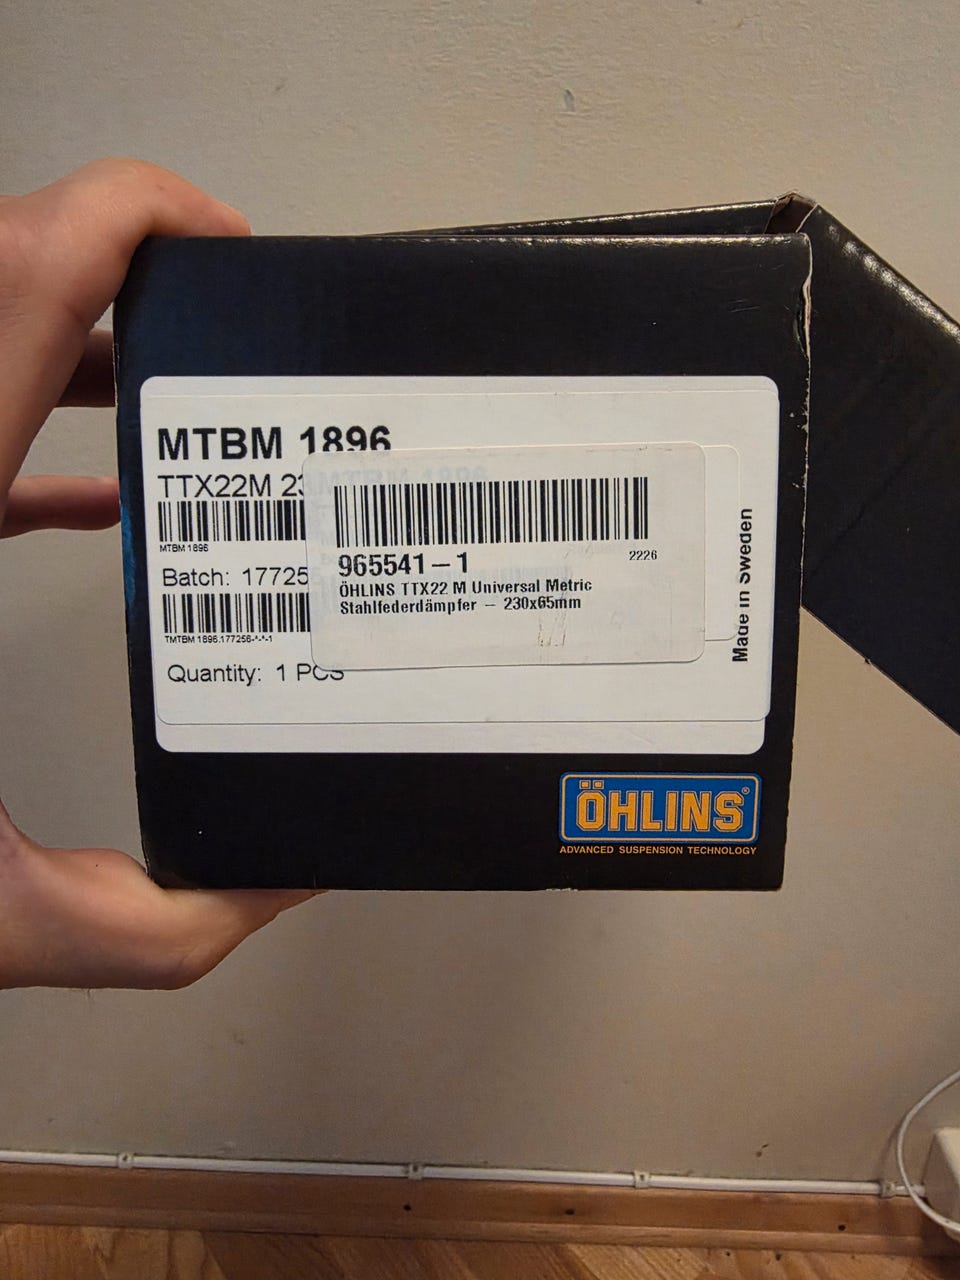 MTBM 1896
TTX22M 23
MTBM 1896
Batch: 17725
TMTBM 1896.177256-*-*-1
Quantity: 1 PCS
965541-1
2226
ÖHLINS TTX22 M Universal Metric
Stahlfederdämpfer – 230x65mm
Made in Sweden
ÖHLINS®
ADVANCED SUSPENSION TECHNOLOGY